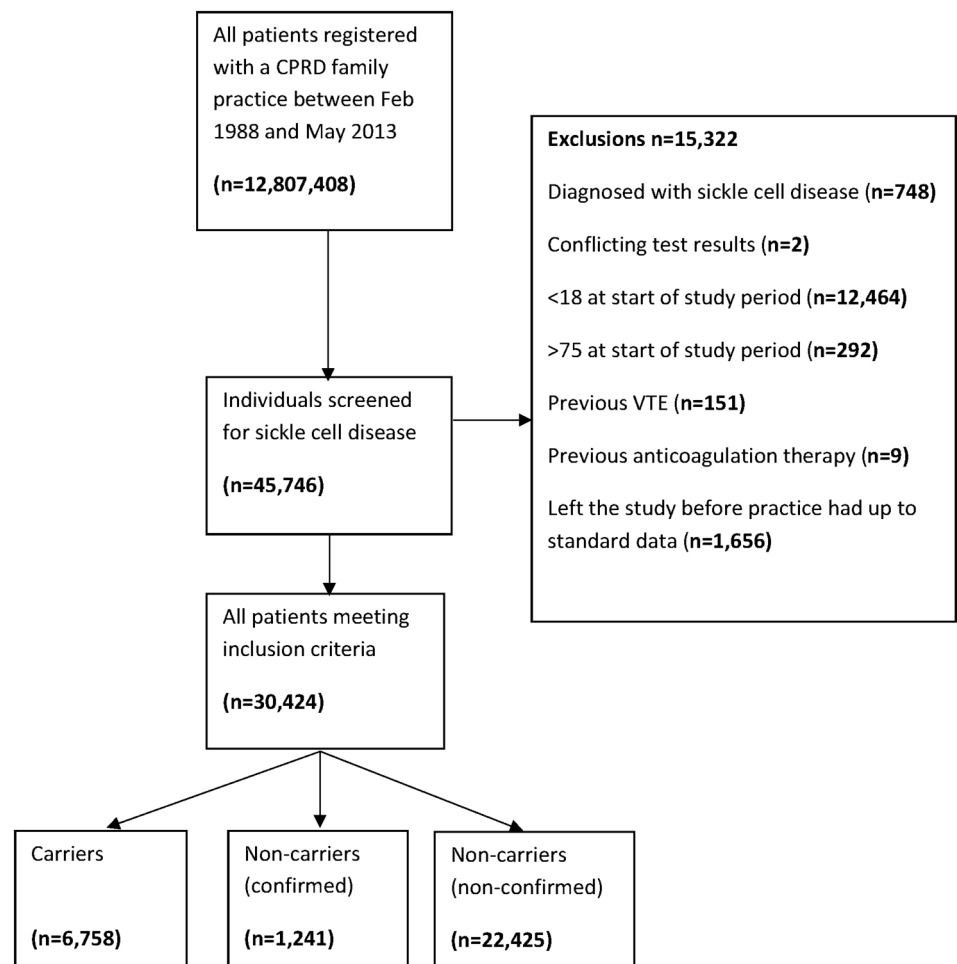 All patients registered
with a CPRD family
practice between Feb
1988 and May 2013
(n=12,807,408)
Exclusions n=15,322
Diagnosed with sickle cell disease (n=748)
Conflicting test results (n=2)
<18 at start of study period (n=12,464)
>75 at start of study period (n=292)
Previous VTE (n=151)
Previous anticoagulation therapy (n=9)
Left the study before practice had up to
standard data (n=1,656)
Individuals screened
for sickle cell disease
(n=45,746)
All patients meeting
inclusion criteria
(n=30,424)
Carriers
(n=6,758)
Non-carriers
(confirmed)
(n=1,241)
Non-carriers
(non-confirmed)
(n=22,425)